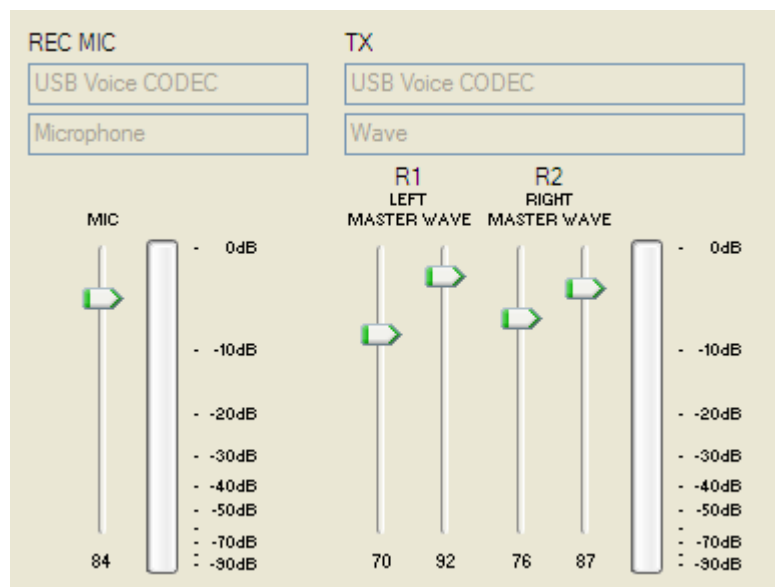 REC MIC
USB Voice CODEC
Microphone
MIC
0dB
-10dB
-20dB
-30dB
-40dB
-50dB
-70dB
-90dB
84
TX
USB Voice CODEC
Wave
R1 R2
LEFT RIGHT
MASTER WAVE MASTER WAVE
0dB
-10dB
-20dB
-30dB
-40dB
-50dB
-70dB
-90dB
70 92 76 87